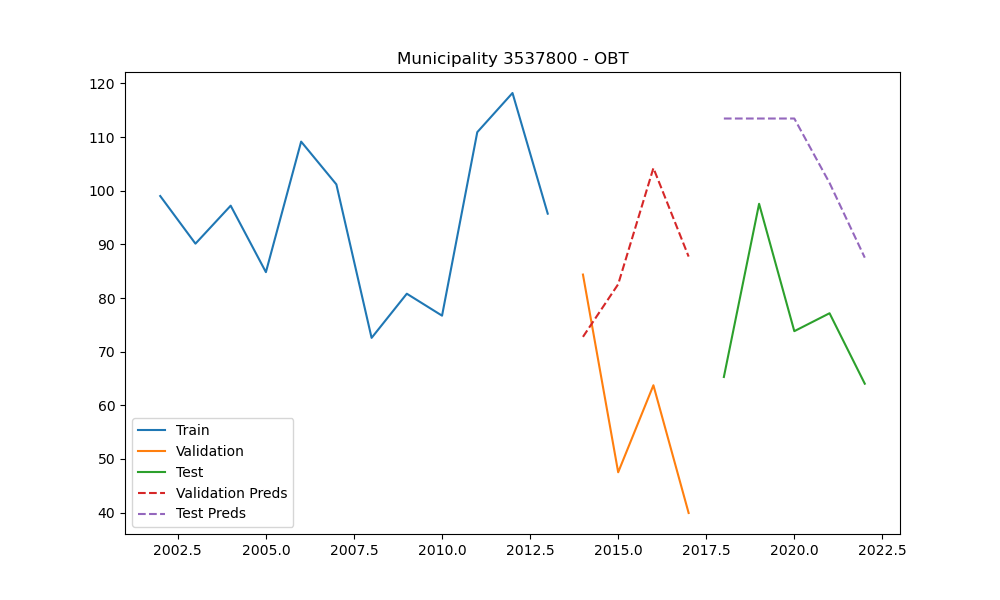 Municipality 3537800 - OBT
120
110
100
90
80
70
60
50
40
Train
Validation
Test
Validation Preds
Test Preds
2002.5 2005.0 2007.5 2010.0 2012.5 2015.0 2017.5 2020.0 2022.5